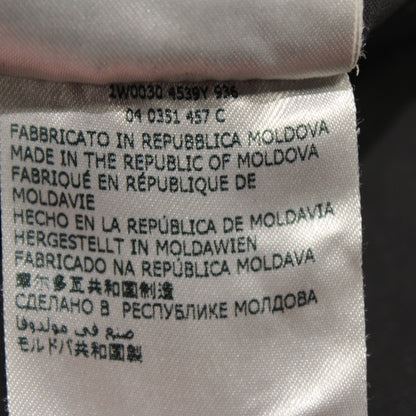 1W0030 4539Y 936
04 0351 457 C
FABBRICATO IN REPUBBLICA MOLDOVA
MADE IN THE REPUBLIC OF MOLDOVA
FABRIQUÉ EN RÉPUBLIQUE DE
MOLDAVIE
HECHO EN LA REPÚBLICA DE MOLDAVIA
HERGESTELLT IN MOLDAWIEN
FABRICADO NA REPÚBLICA MOLDAVA
摩尔多瓦共和国制造
СДЕЛАНО В РЕСПУБЛИКЕ МОЛДОВА
صنع في مولدوفا
モルドバ共和国製